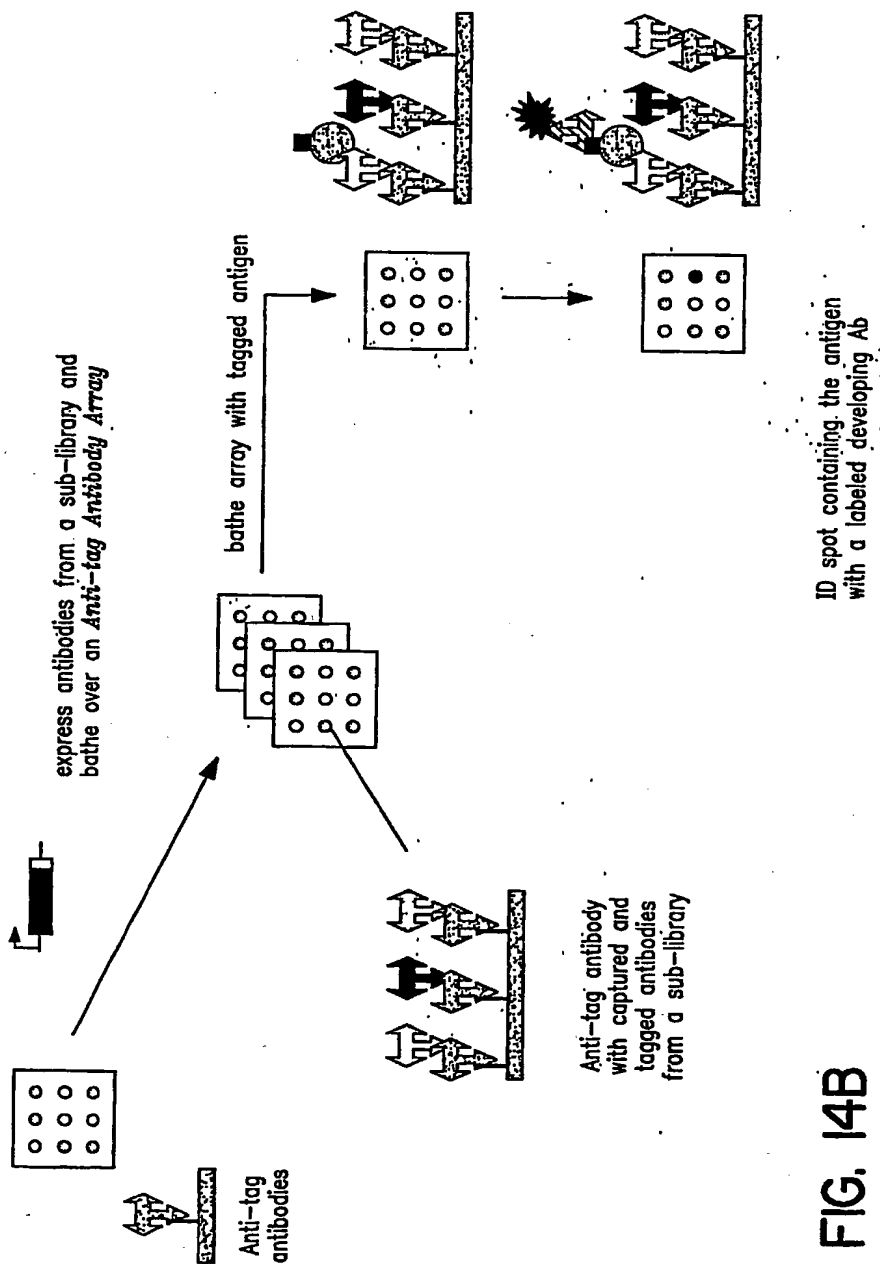 express antibodies from a sub-library and
bathe over an Anti-tag Antibody Array
Anti-tag
antibodies
bathe array with tagged antigen
Anti-tag antibody
with captured and
tagged antibodies
from a sub-library
ID spot containing the antigen
with a labeled developing Ab
FIG. 14B